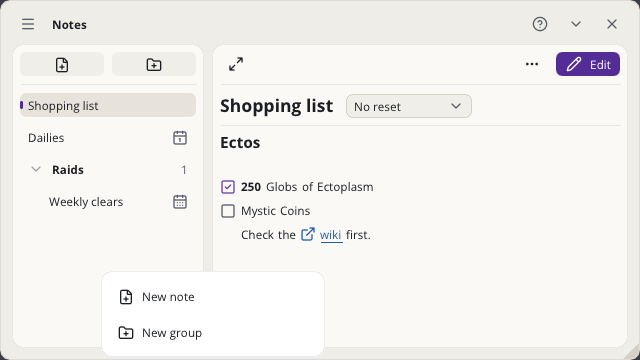 Notes
Edit
Shopping list
Dailies
Raids 1
Weekly clears
Shopping list No reset
Ectos
250 Globs of Ectoplasm
Mystic Coins
Check the wiki first.
New note
New group